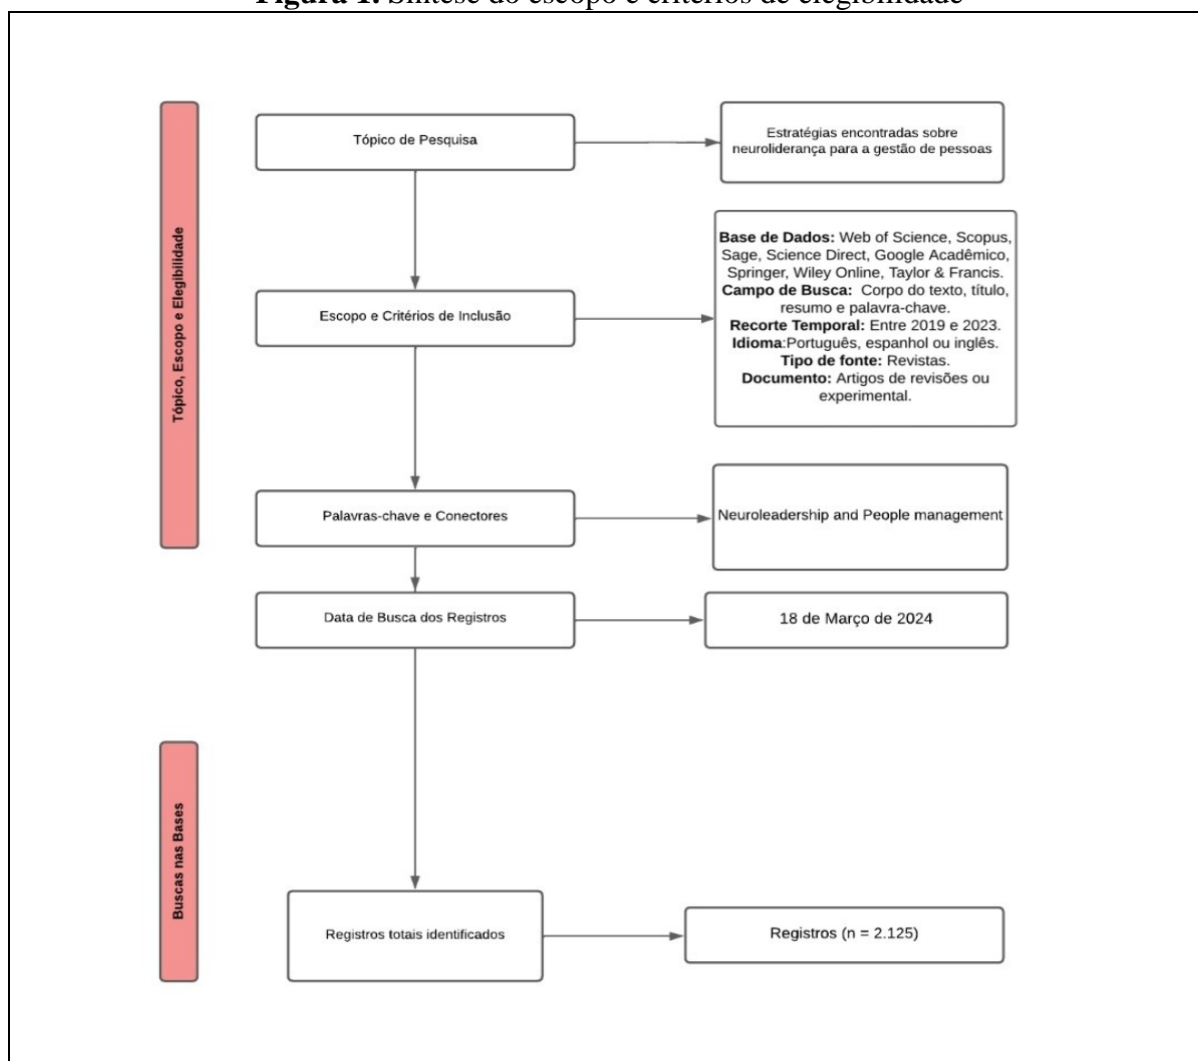 Figura 1. Síntese do escopo e critérios de elegibilidade
Tópico, Escopo e Elegibilidade
Tópico de Pesquisa
Estratégias encontradas sobre
neuroliderança para a gestão de pessoas
Escopo e Critérios de Inclusão
Base de Dados: Web of Science, Scopus,
Sage, Science Direct, Google Acadêmico,
Springer, Wiley Online, Taylor & Francis.
Campo de Busca: Corpo do texto, título,
resumo e palavra-chave.
Recorte Temporal: Entre 2019 e 2023.
Idioma:Português, espanhol ou inglês.
Tipo de fonte: Revistas.
Documento: Artigos de revisões ou
experimental.
Palavras-chave e Conectores
Neuroleadership and People management
Data de Busca dos Registros
18 de Março de 2024
Buscas nas Bases
Registros totais identificados
Registros (n = 2.125)